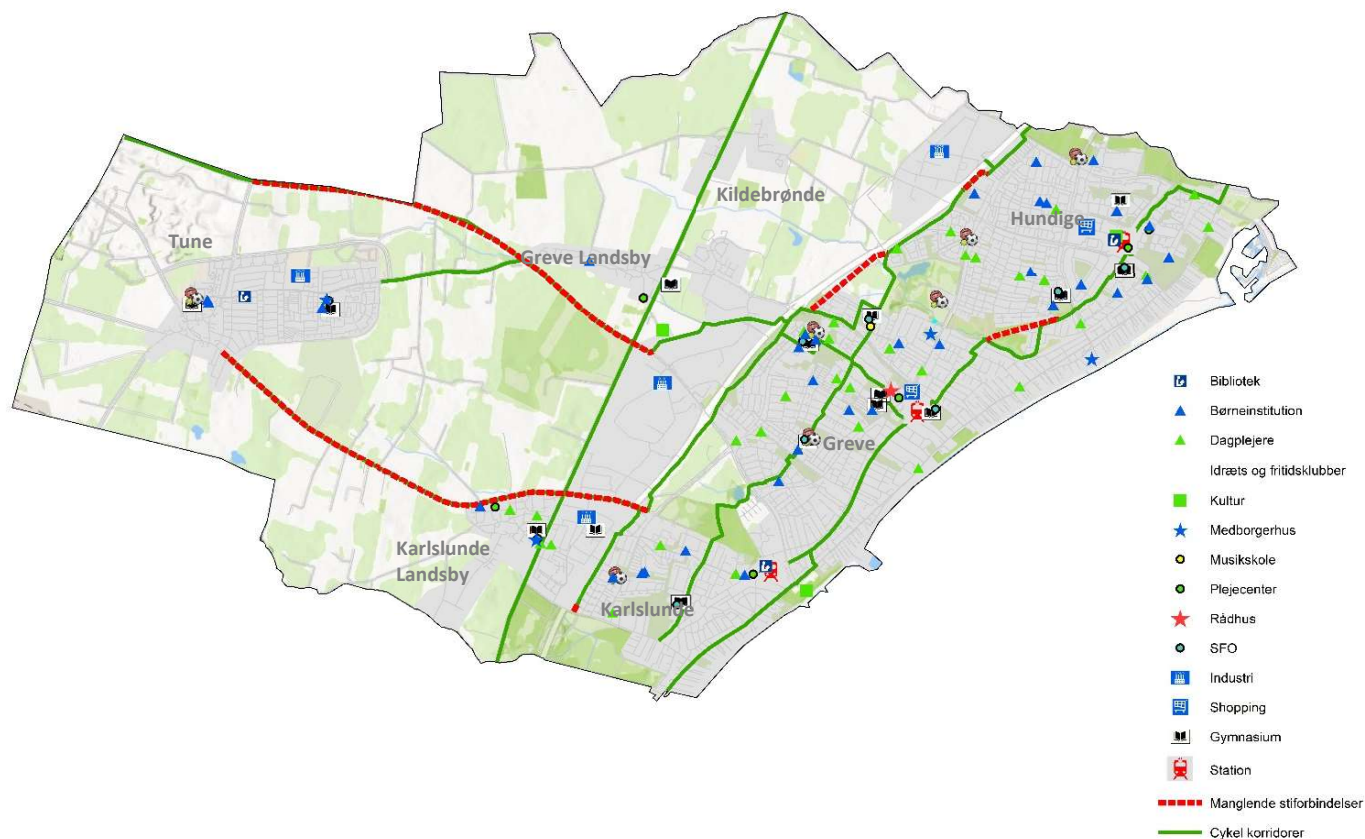 Kildebrønde
Hundige
Tune
Greve Landsby
Greve
Karlslunde
Landsby
Karlslunde
Bibliotek
Børneinstitution
Dagplejere
Idræts og fritidsklubber
Kultur
Medborgerhus
Musikskole
Plejecenter
Rådhus
SFO
Industri
Shopping
Gymnasium
Station
Manglende stiforbindelser
Cykel korridorer